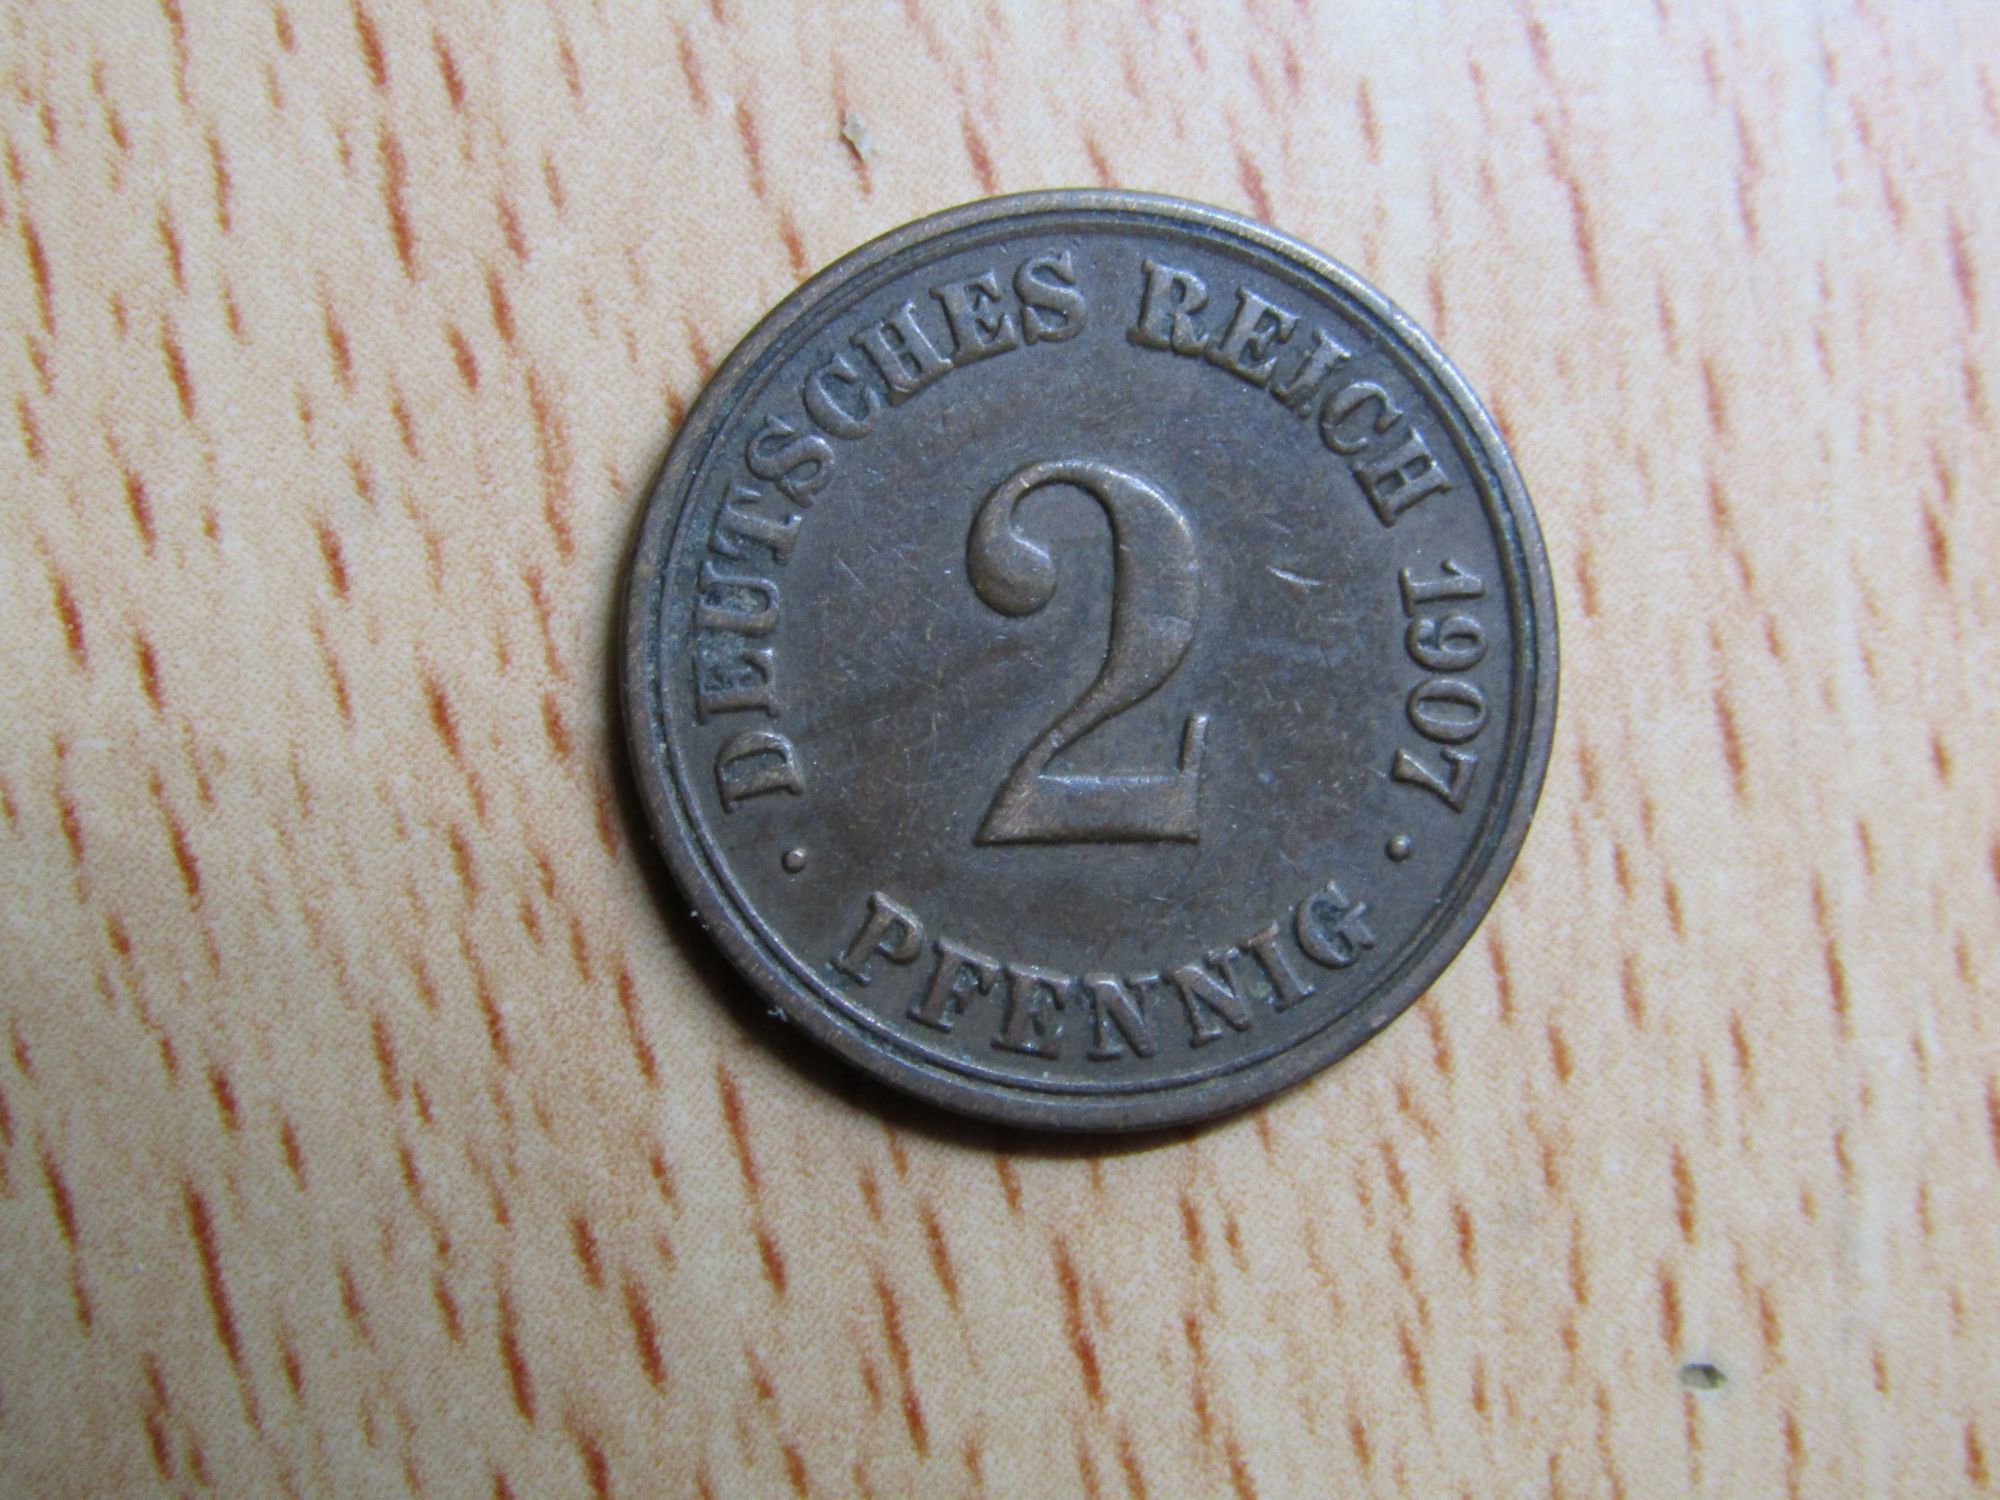 DEUTSCHES REICH 1907
2
· PFENNIG ·